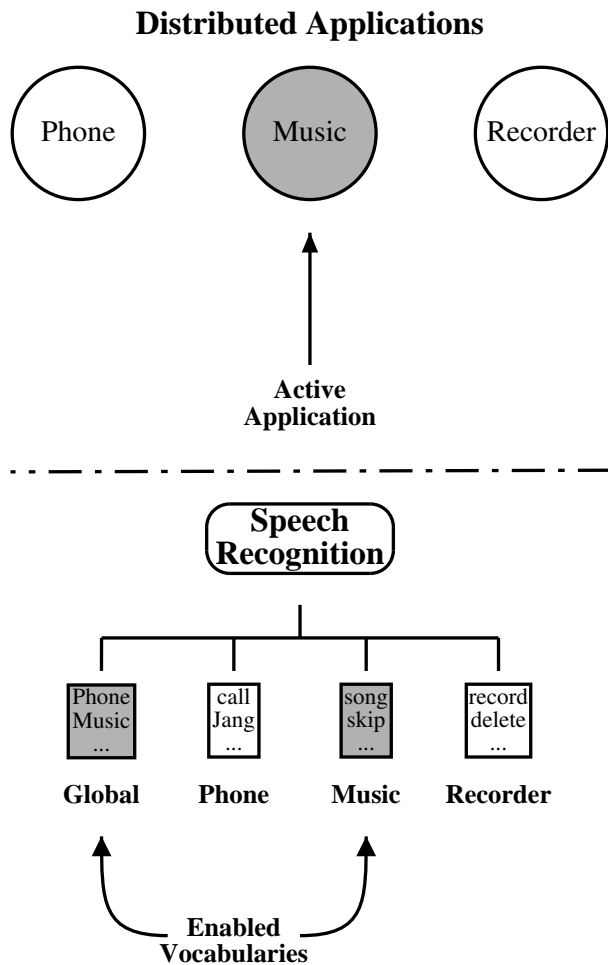 Distributed Applications
Phone Music Recorder
Active
Application
Speech
Recognition
Phone call song record
Music Jang skip delete
... ... ... ...
Global Phone Music Recorder
Enabled
Vocabularies